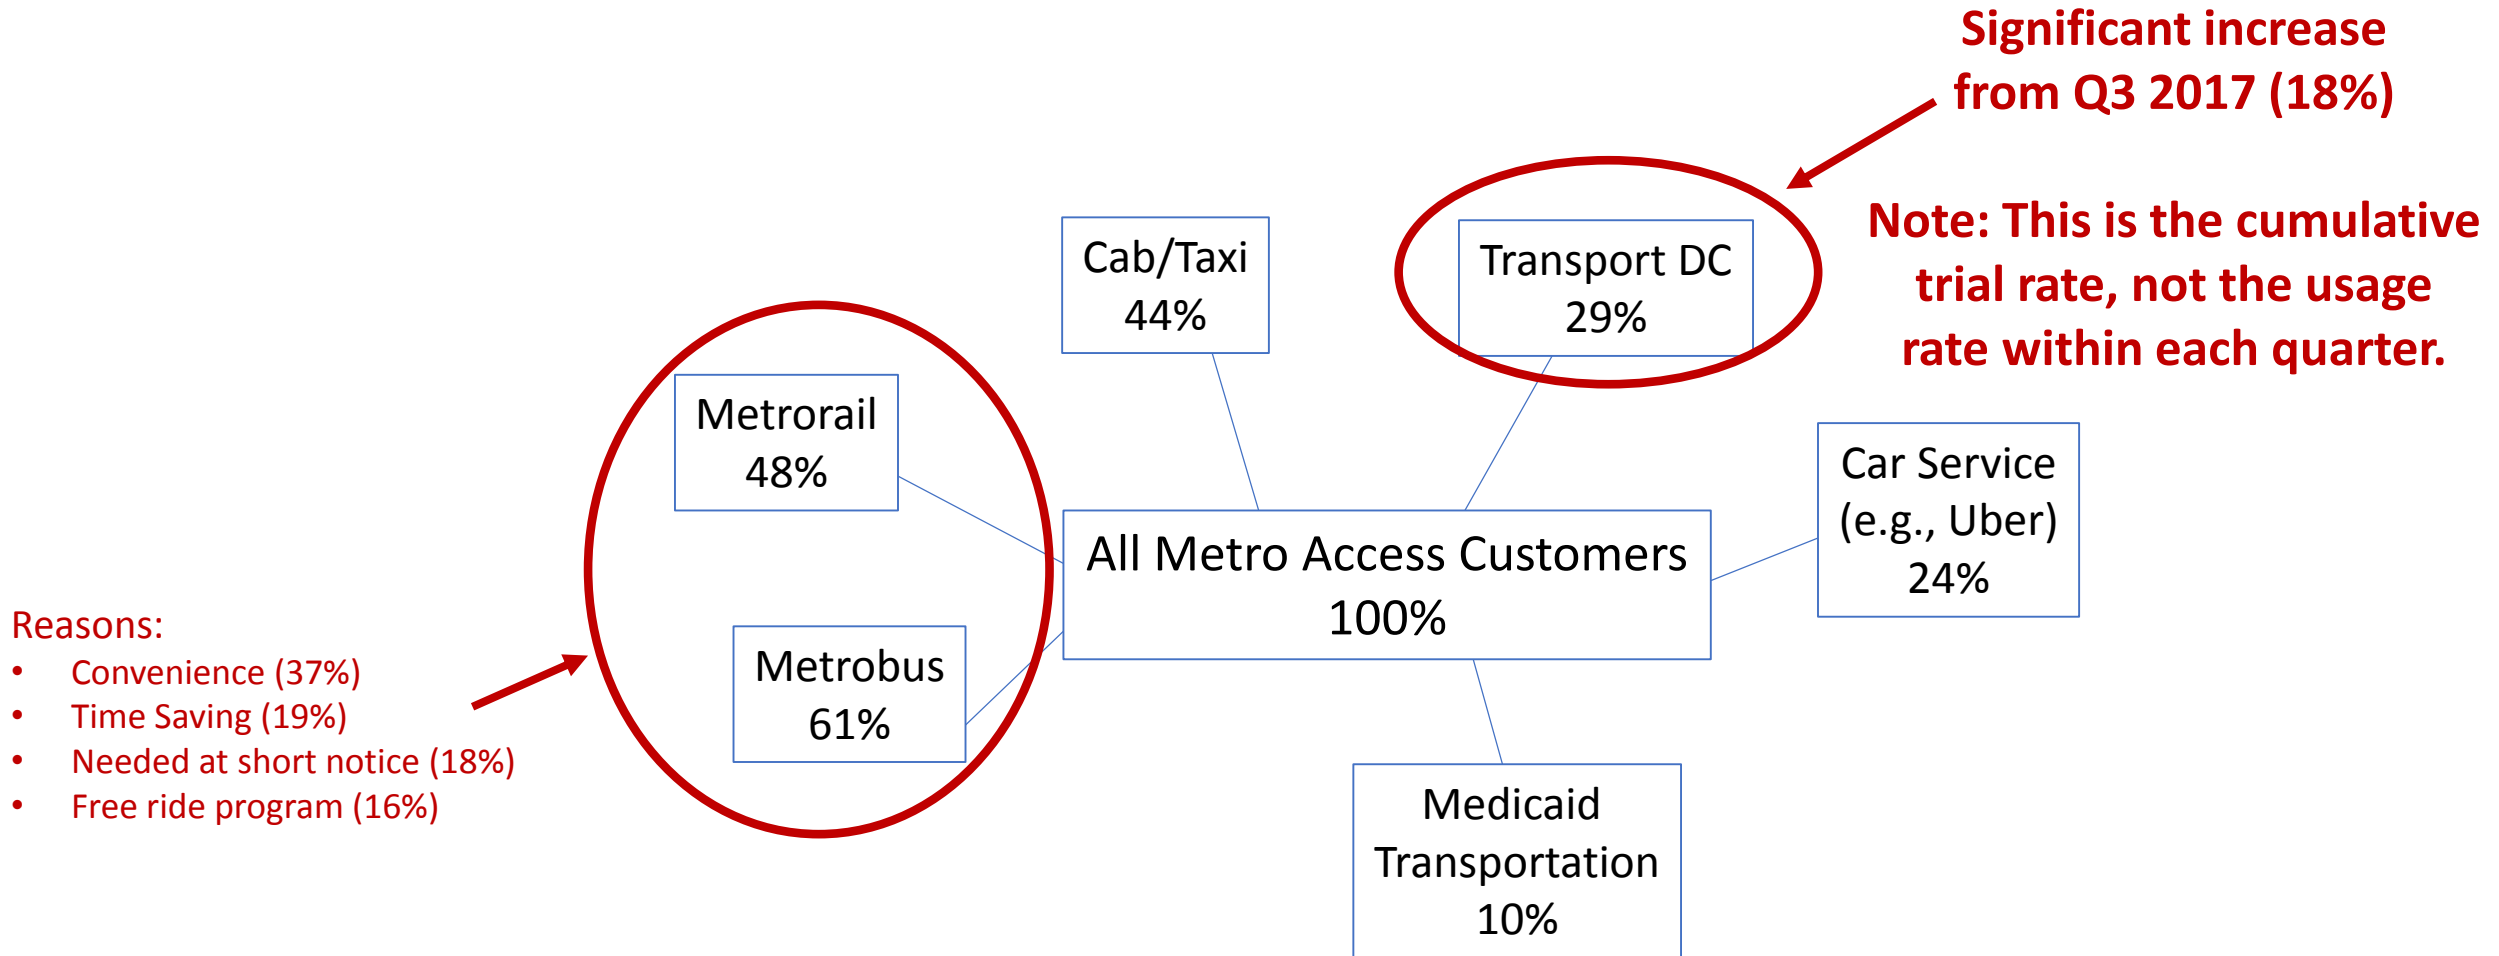 Significant increase
from Q3 2017 (18%)
Note: This is the cumulative
trial rate, not the usage
rate within each quarter.
Cab/Taxi
44%
Transport DC
29%
Metrorail
48%
Car Service
(e.g., Uber)
24%
All Metro Access Customers
100%
Metrobus
61%
Reasons:
• Convenience (37%)
• Time Saving (19%)
• Needed at short notice (18%)
• Free ride program (16%)
Medicaid
Transportation
10%